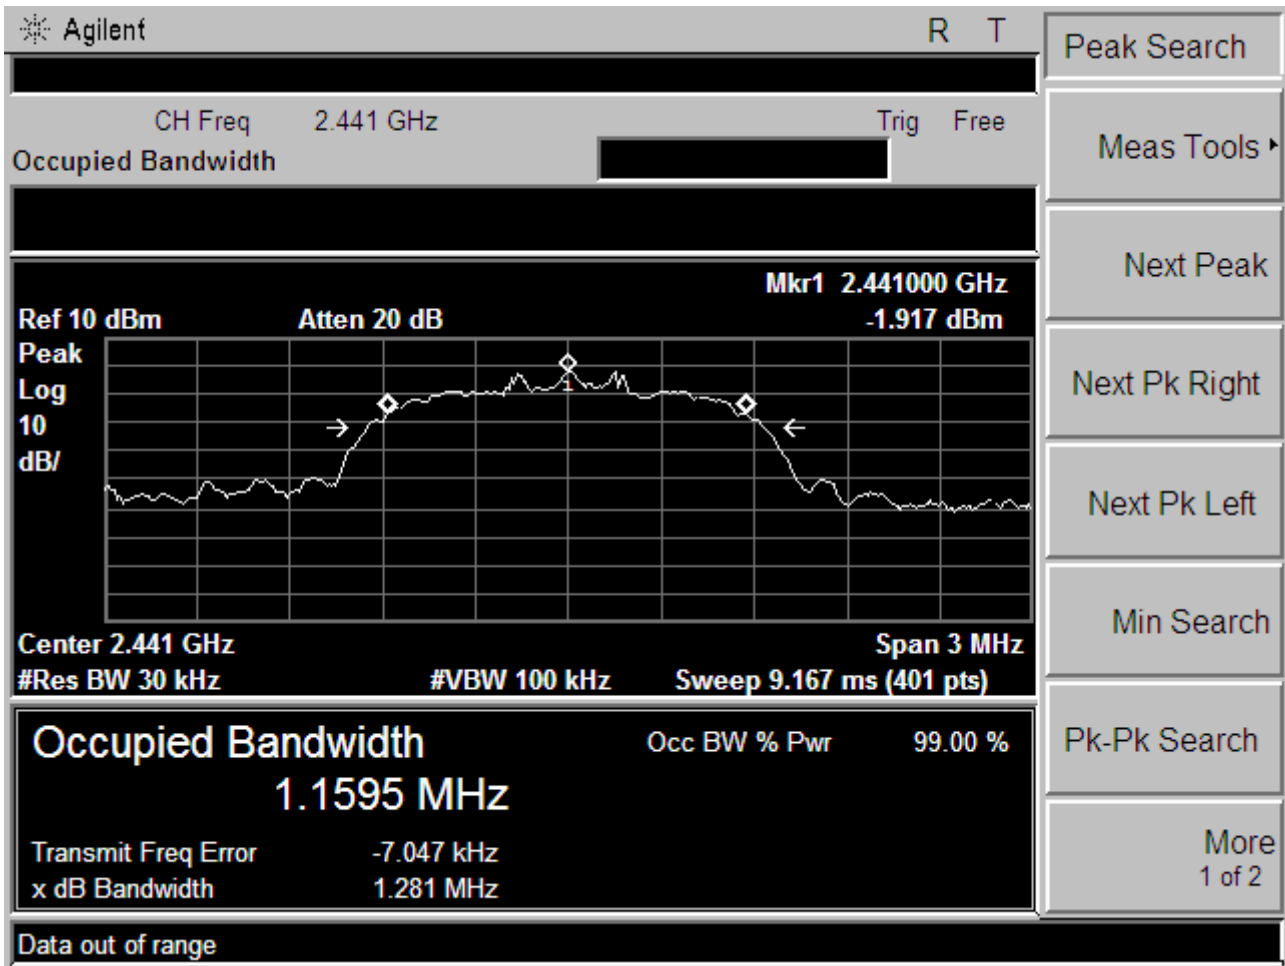 Agilent R T
Peak Search
CH Freq 2.441 GHz Trig Free
Occupied Bandwidth
Meas Tools
Next Peak
Mkr1 2.441000 GHz
Ref 10 dBm Atten 20 dB -1.917 dBm
Peak
Log
10
dB/
1
Next Pk Right
Next Pk Left
Center 2.441 GHz Span 3 MHz
#Res BW 30 kHz #VBW 100 kHz Sweep 9.167 ms (401 pts)
Min Search
Occupied Bandwidth Occ BW % Pwr 99.00 %
1.1595 MHz
Pk-Pk Search
Transmit Freq Error -7.047 kHz
x dB Bandwidth 1.281 MHz
More
1 of 2
Data out of range